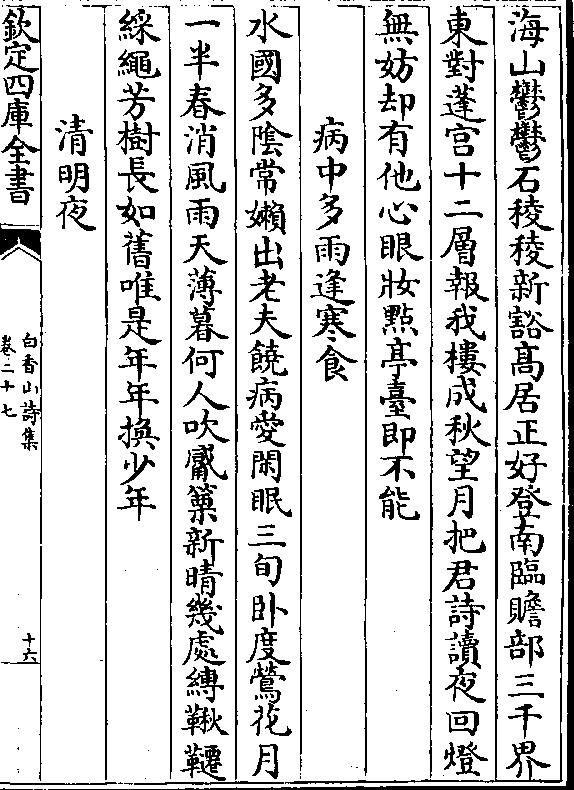 海山鬱鬱石稜稜新豁髙居正好登南臨贍部三千界
東對蓬宫十二層報我樓成秋望月把君詩讀夜回燈
無妨却有他心眼妝㸃亭臺即不能
病中多雨逢寒食
水國多陰常嬾出老夫饒病愛閑眠三旬卧度鶯花月
一半春消風雨天薄暮何人吹觱篥新晴幾處縳鞦韆
綵繩芳樹長如舊唯是年年換少年
清明夜
欽定四庫全書
白香山詩集
卷二十七
十六